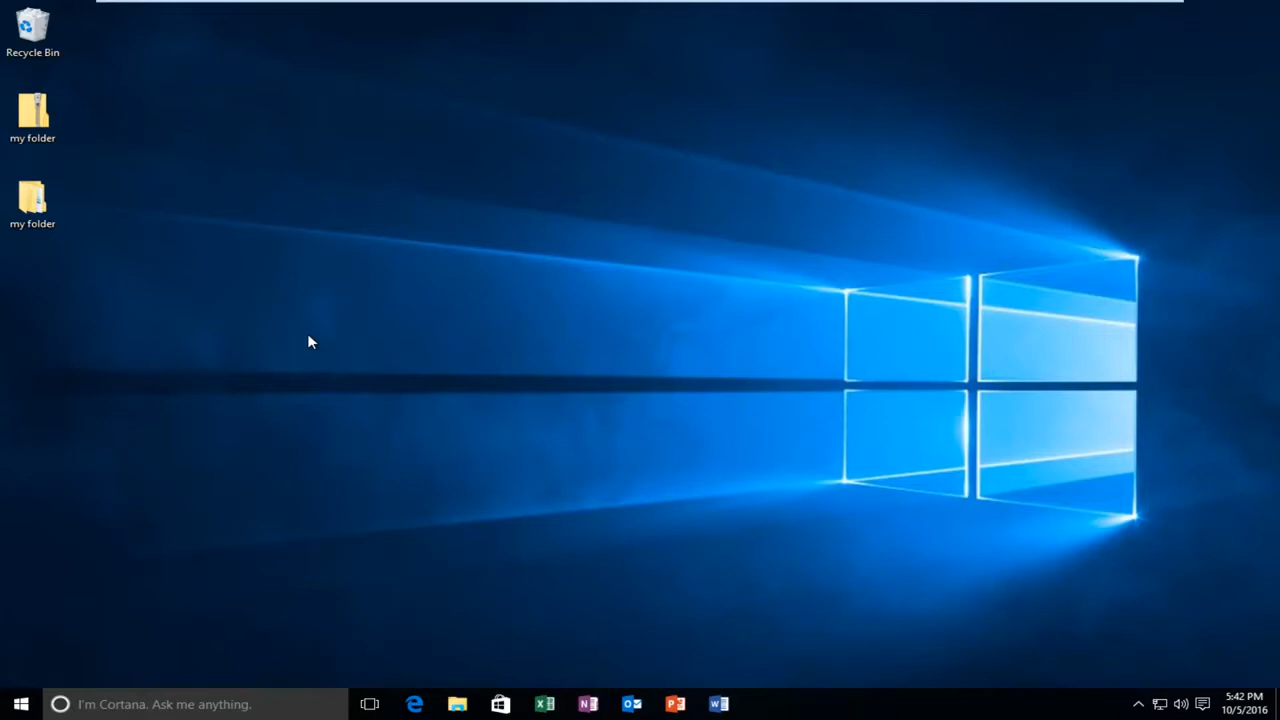 Recycle Bin
my folder
my folder
I'm Cortana. Ask me anything.
5:42 PM
10/5/2016